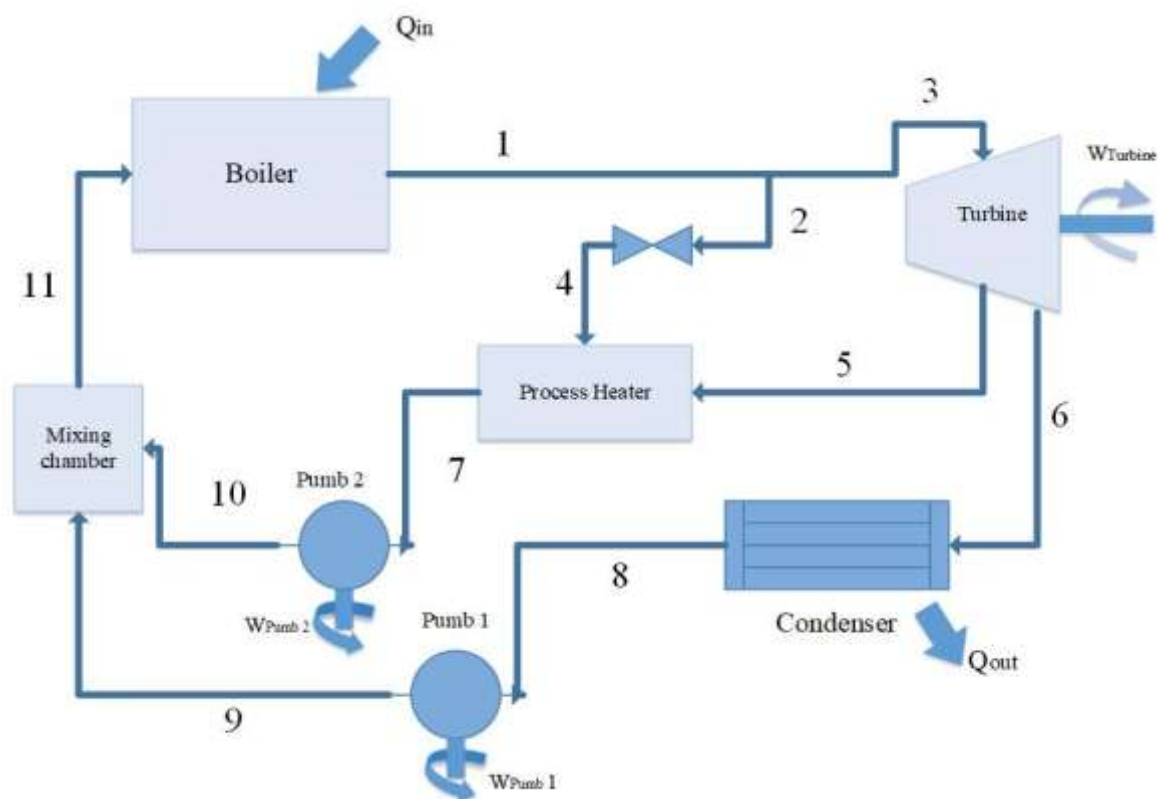 Qin
3
1
Boiler
WTurbine
Turbine
2
11
4
Process Heater
5
6
Mixing
chamber
7
Pumb 2
10
8
WPumb 2
Pumb 1
Condenser
Qout
9
WPumb 1